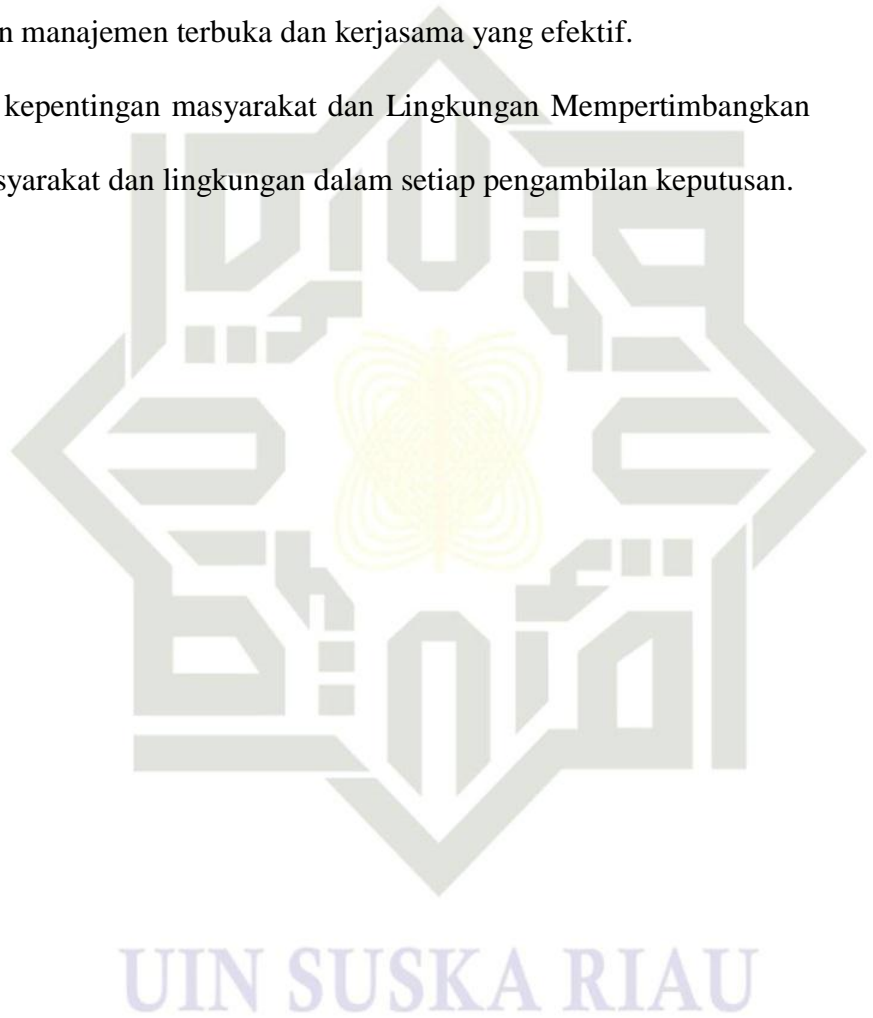 n manajemen terbuka dan kerjasama yang efektif.
kepentingan masyarakat dan Lingkungan Mempertimbangkan
syarakat dan lingkungan dalam setiap pengambilan keputusan.
UIN SUSKA RIAU